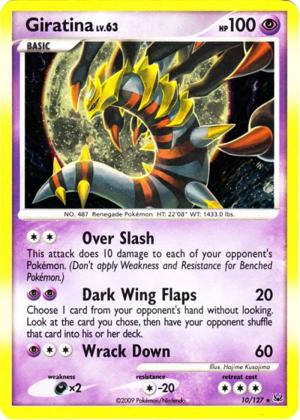 Giratina LV.63 HP 100
BASIC
NO. 487 Renegade Pokémon HT: 22'08" WT: 1433.0 lbs.
Over Slash
This attack does 10 damage to each of your opponent's
Pokémon. (Don't apply Weakness and Resistance for Benched
Pokémon.)
Dark Wing Flaps 20
Choose 1 card from your opponent's hand without looking.
Look at the card you chose, then have your opponent shuffle
that card into his or her deck.
Wrack Down 60
Illus. Hajime Kusajima
weakness resistance retreat cost
×2 -20
©2009 Pokémon/Nintendo 10/127 ★